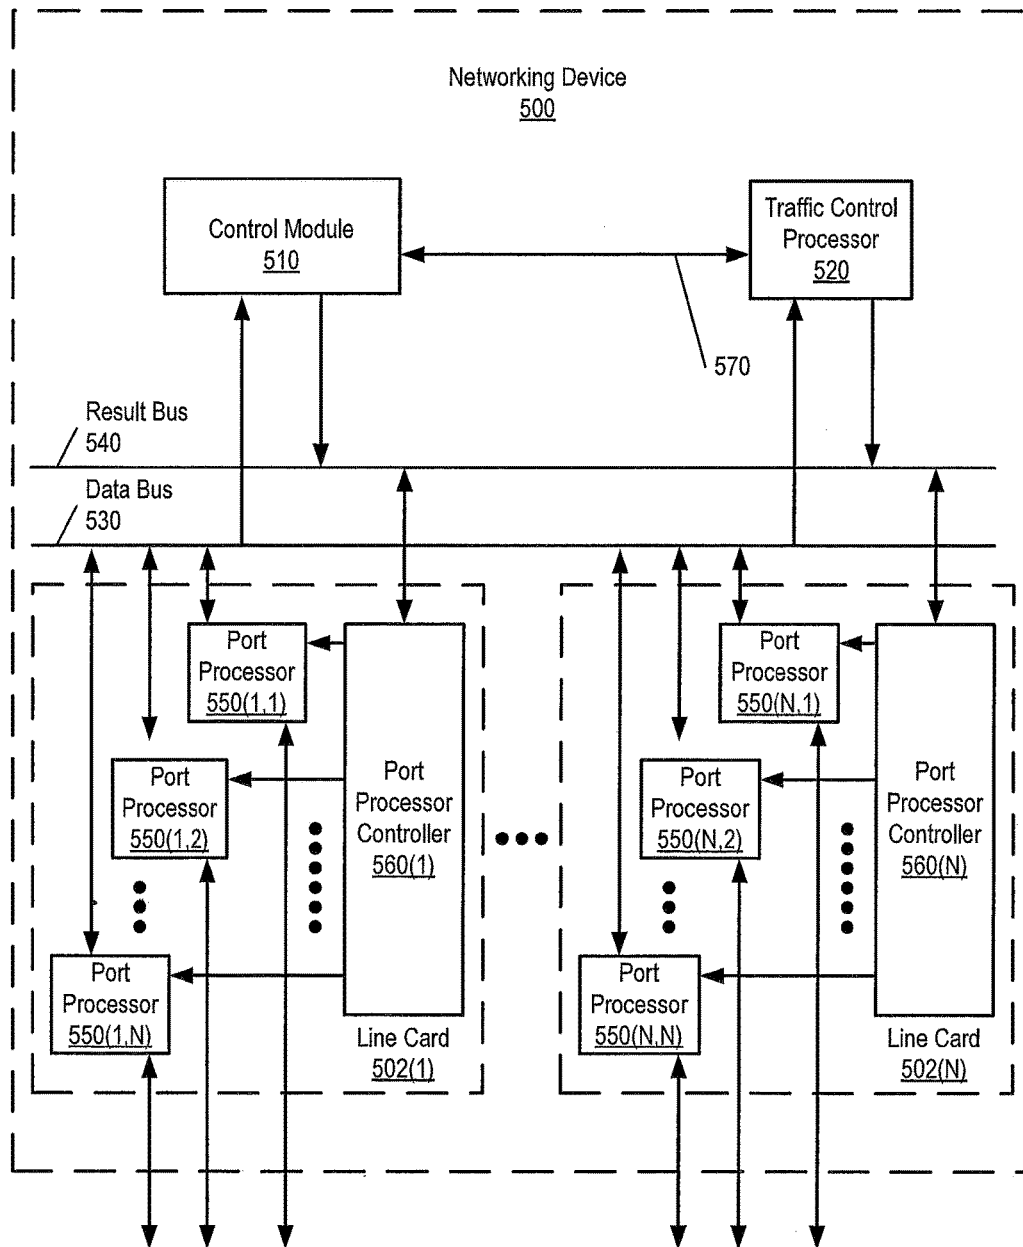 Networking Device
500
Control Module
510
Traffic Control
Processor
520
570
Result Bus
540
Data Bus
530
Port
Processor
550(1,1)
Port
Processor
550(1,2)
Port
Processor
550(1,N)
Port
Processor
Controller
560(1)
Line Card
502(1)
Port
Processor
550(N,1)
Port
Processor
550(N,2)
Port
Processor
550(N,N)
Port
Processor
Controller
560(N)
Line Card
502(N)